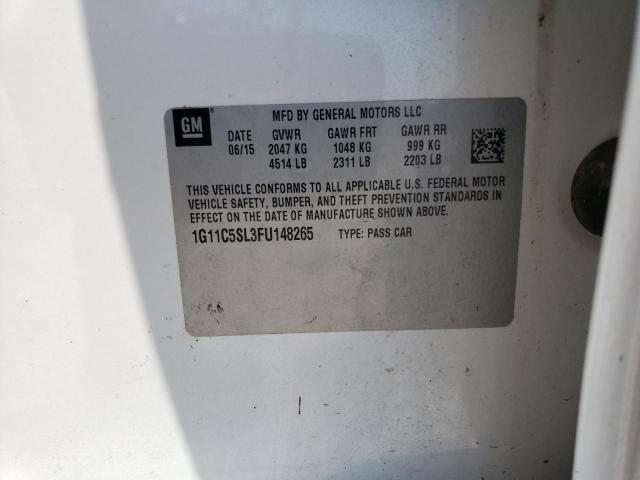 GM
MFD BY GENERAL MOTORS LLC
DATE GVWR GAWR FRT GAWR RR
06/15 2047 KG 1048 KG 999 KG
4514 LB 2311 LB 2203 LB
THIS VEHICLE CONFORMS TO ALL APPLICABLE U.S. FEDERAL MOTOR
VEHICLE SAFETY, BUMPER, AND THEFT PREVENTION STANDARDS IN
EFFECT ON THE DATE OF MANUFACTURE SHOWN ABOVE.
1G11C5SL3FU148265 TYPE: PASS CAR